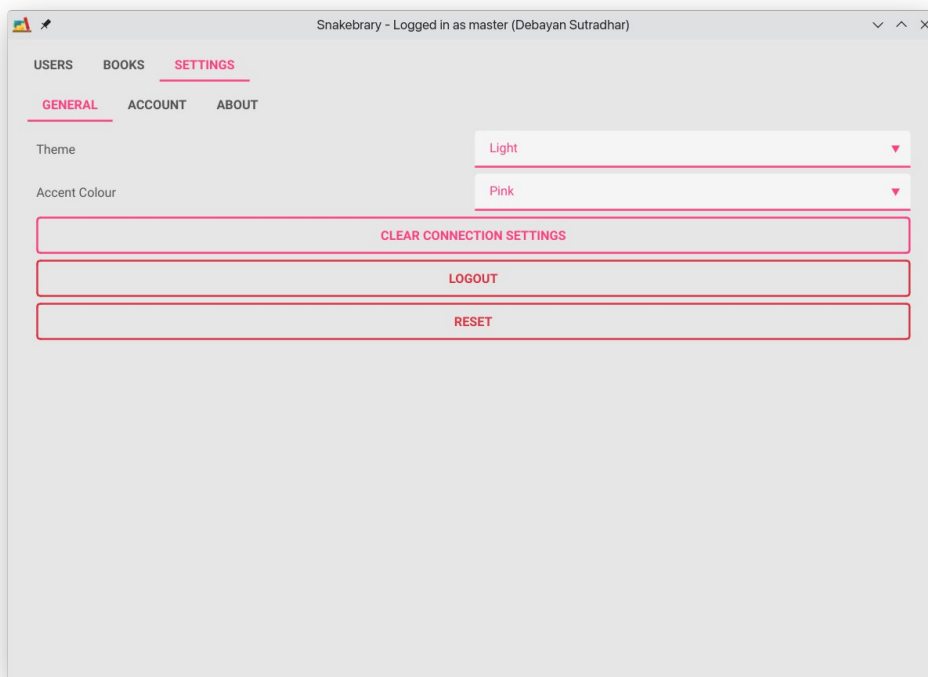 Snakebrary - Logged in as master (Debayan Sutradhar)
USERS BOOKS SETTINGS
GENERAL ACCOUNT ABOUT
Theme Light
Accent Colour Pink
CLEAR CONNECTION SETTINGS
LOGOUT
RESET